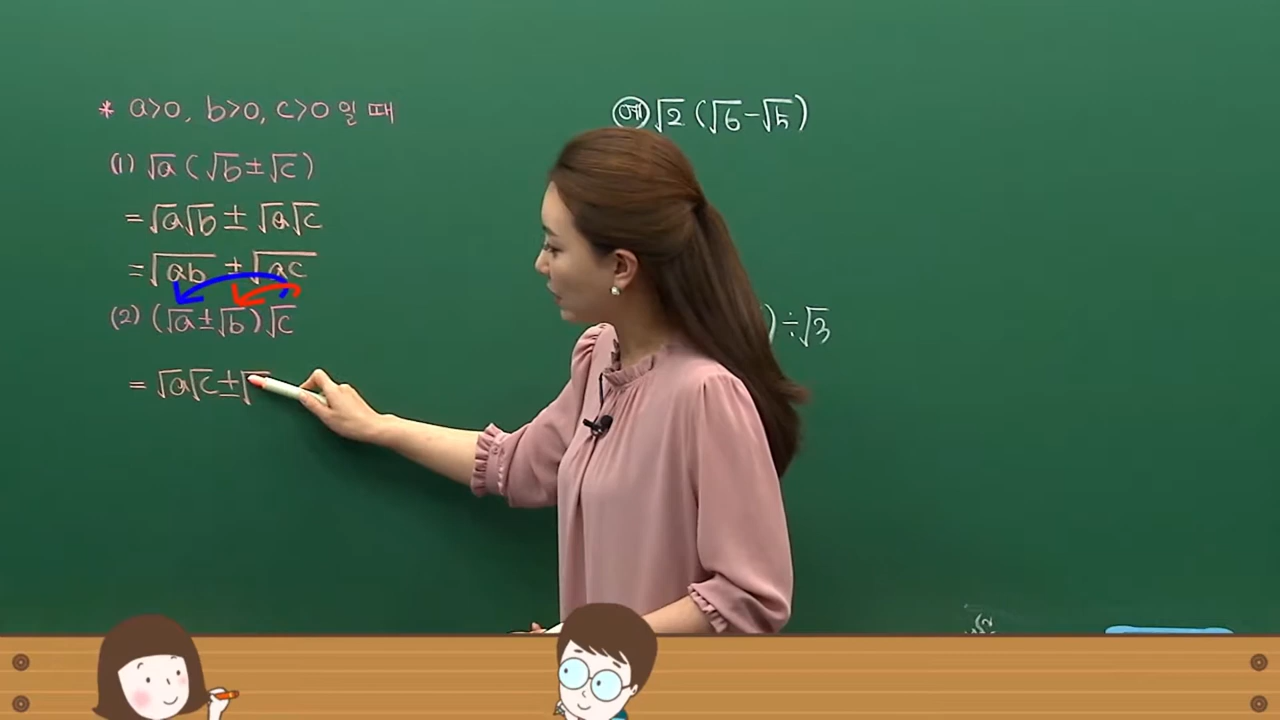 * a>0, b>0, c>0 일 때
(1) √a(√b±√c)
=√a√b±√a√c
=√ab ±√ac
(2) (√a±√b)√c
=√a√c±√
예 √2(√6-√5)
)÷√3